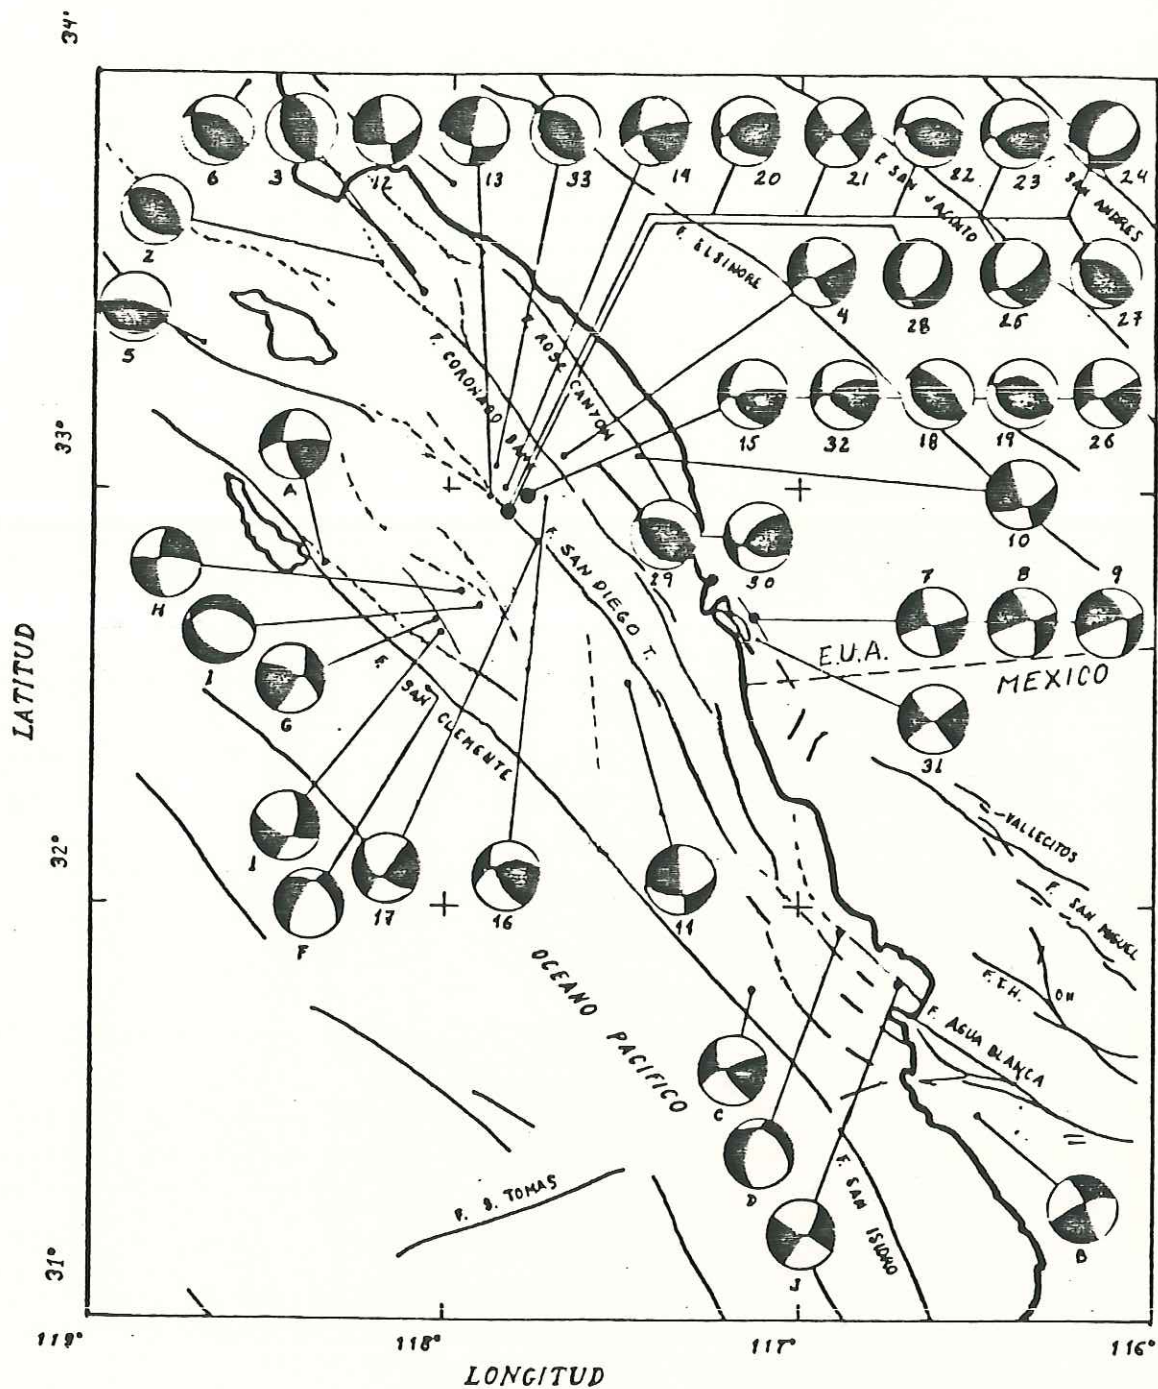 34°
6
3
12
13
33
14
20
21
22
23
24
F. SAN JACINTO
F. SAN ANDRES
2
F. ELSINORE
4
28
25
27
5
F. CORONADO BANK
F. ROSE CANYON
33°
15
32
18
19
26
A
10
29
30
H
F. SAN DIEGO T.
7
8
9
I
E.U.A.
MEXICO
LATITUD
G
F. SAN CLEMENTE
31
VALLECITOS
32°
1
17
16
11
F
F. SAN MIGUEL
OCEANO PACIFICO
F.T.H.
ON
F. AGUA BLANCA
C
D
F. S. TOMAS
F. SAN ISIDRO
B
31°
J
119°
118°
117°
116°
LONGITUD